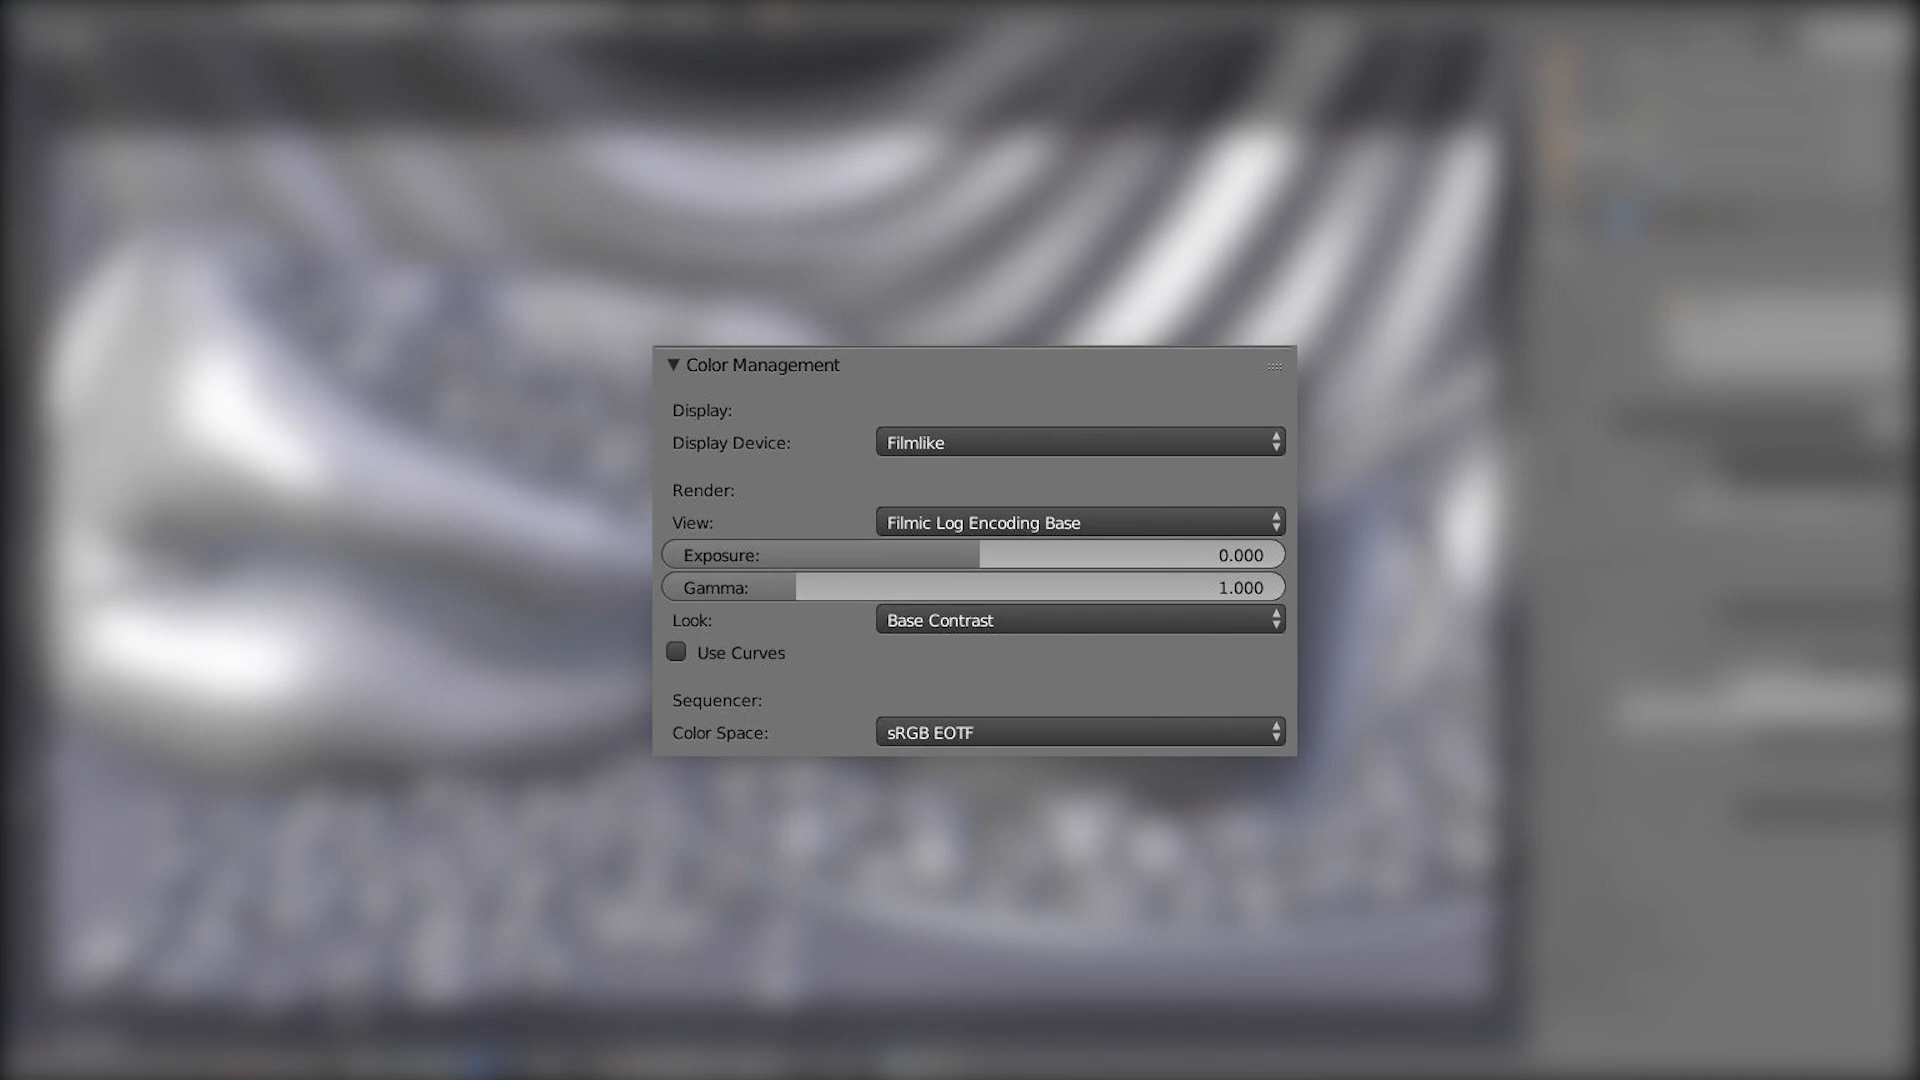 Color Management
Display:
Display Device: Filmlike
Render:
View: Filmic Log Encoding Base
Exposure: 0.000
Gamma: 1.000
Look: Base Contrast
Use Curves
Sequencer:
Color Space: sRGB EOTF